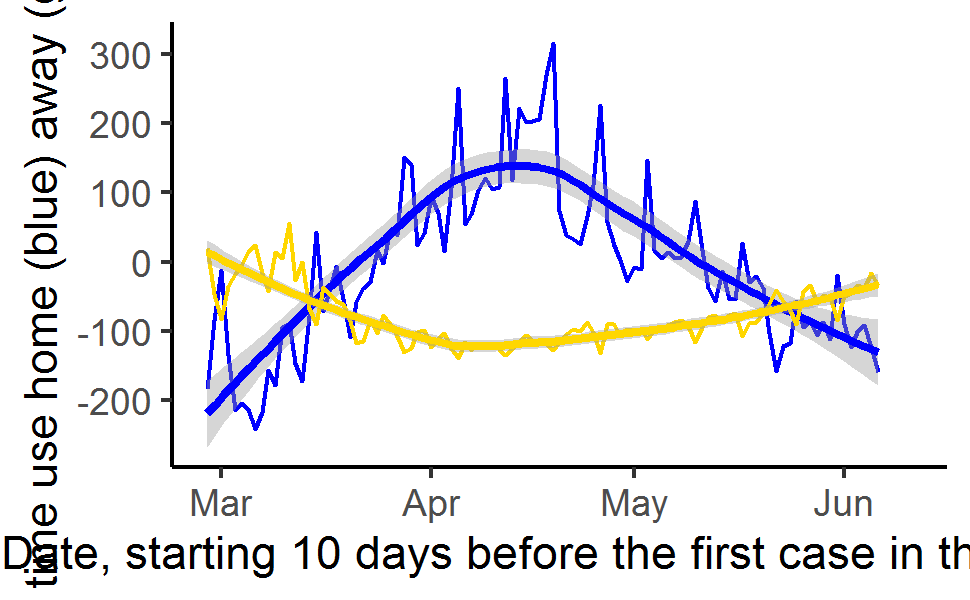 time use home (blue) away (
300
200
100
0
-100
-200
Mar Apr May Jun
Date, starting 10 days before the first case in th